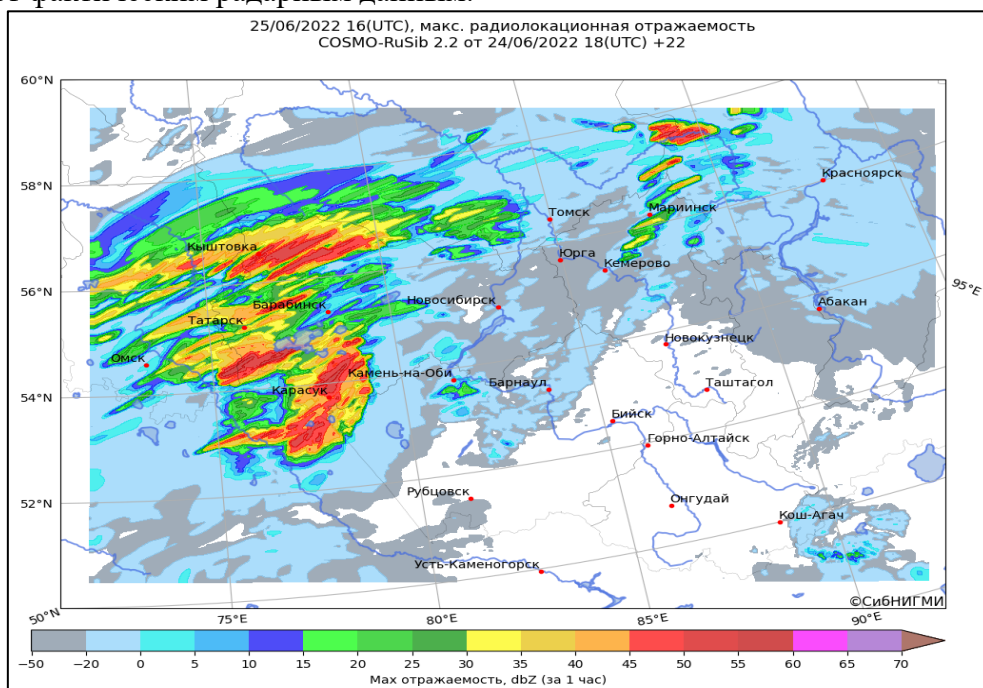 фактическим радарным данным.
25/06/2022 16(UTC), макс. радиолокационная отражаемость
COSMO-RuSib 2.2 от 24/06/2022 18(UTC) +22
60°N
58°N
56°N
54°N
52°N
50°N
75°E
80°E
85°E
90°E
95°E
Красноярск
Томск
Мариинск
Кыштовка
Юрга
Кемерово
Барабинск
Новосибирск
Абакан
Татарск
Омск
Новокузнецк
Камень-на-Оби
Барнаул
Таштагол
Карасук
Бийск
Горно-Алтайск
Рубцовск
Онгудай
Кош-Агач
Усть-Каменогорск
©СибНИГМИ
−50 −20 0 5 10 15 20 25 30 35 40 45 50 55 60 65 70
Мах отражаемость, dbZ (за 1 час)